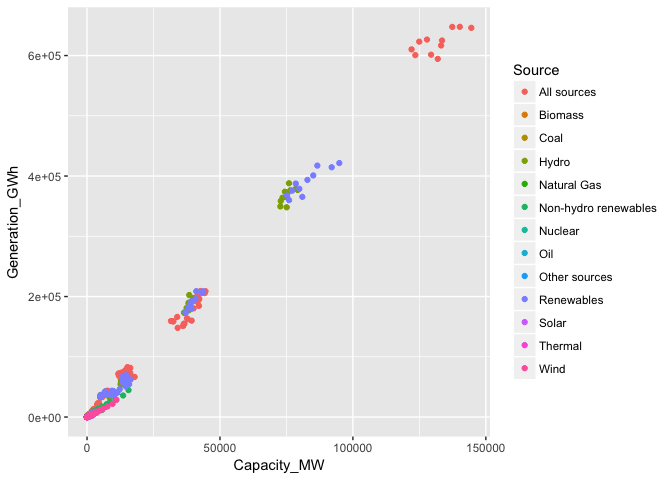 6e+05
4e+05
2e+05
0e+00
Generation_GWh
0
50000
100000
150000
Capacity_MW
Source
All sources
Biomass
Coal
Hydro
Natural Gas
Non-hydro renewables
Nuclear
Oil
Other sources
Renewables
Solar
Thermal
Wind